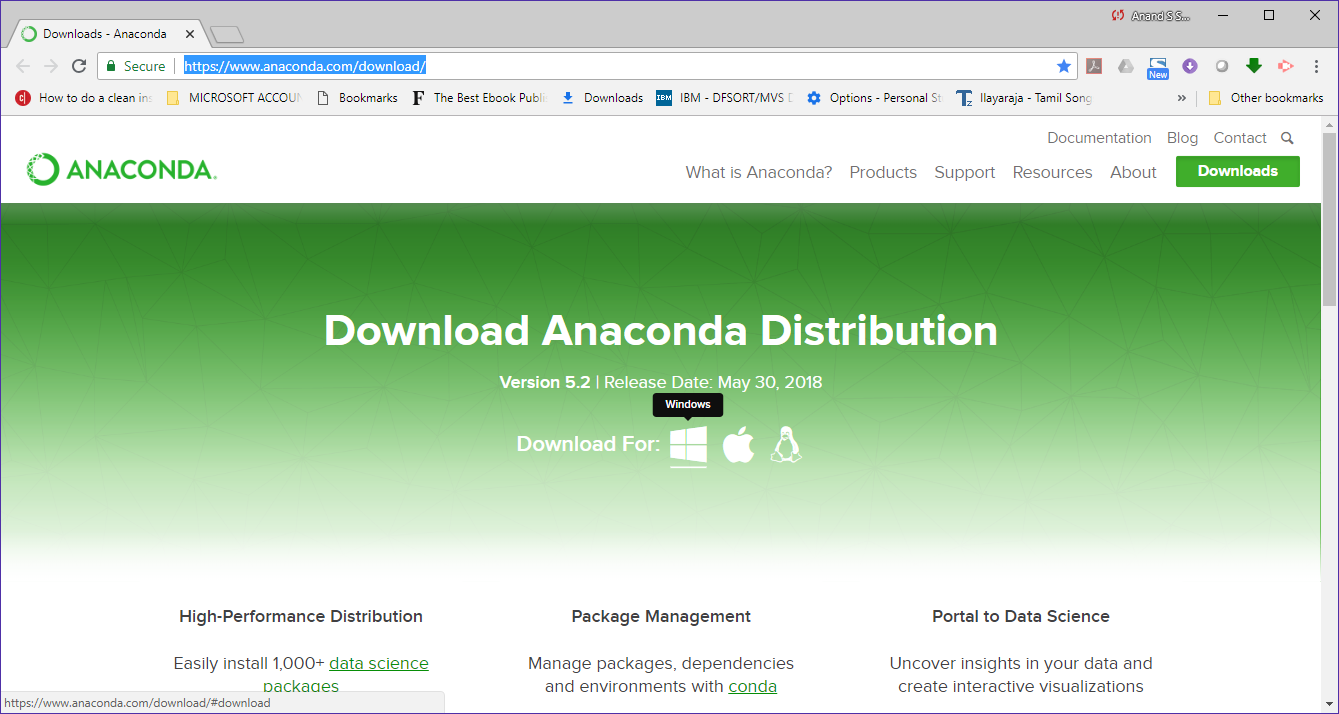 Anand S S...
Downloads - Anaconda
Secure
https://www.anaconda.com/download/
New
How to do a clean in
MICROSOFT ACCOUN
Bookmarks
F
The Best Ebook Publi
Downloads
IBM
IBM - DFSORT/MVS D
Options - Personal St
Tz
Ilayaraja - Tamil Song
»
Other bookmarks
Documentation Blog Contact
ANACONDA.
What is Anaconda? Products Support Resources About Downloads
Download Anaconda Distribution
Version 5.2 | Release Date: May 30, 2018
Windows
Download For:
High-Performance Distribution
Easily install 1,000+ data science
packages
Package Management
Manage packages, dependencies
and environments with conda
Portal to Data Science
Uncover insights in your data and
create interactive visualizations
https://www.anaconda.com/download/#download